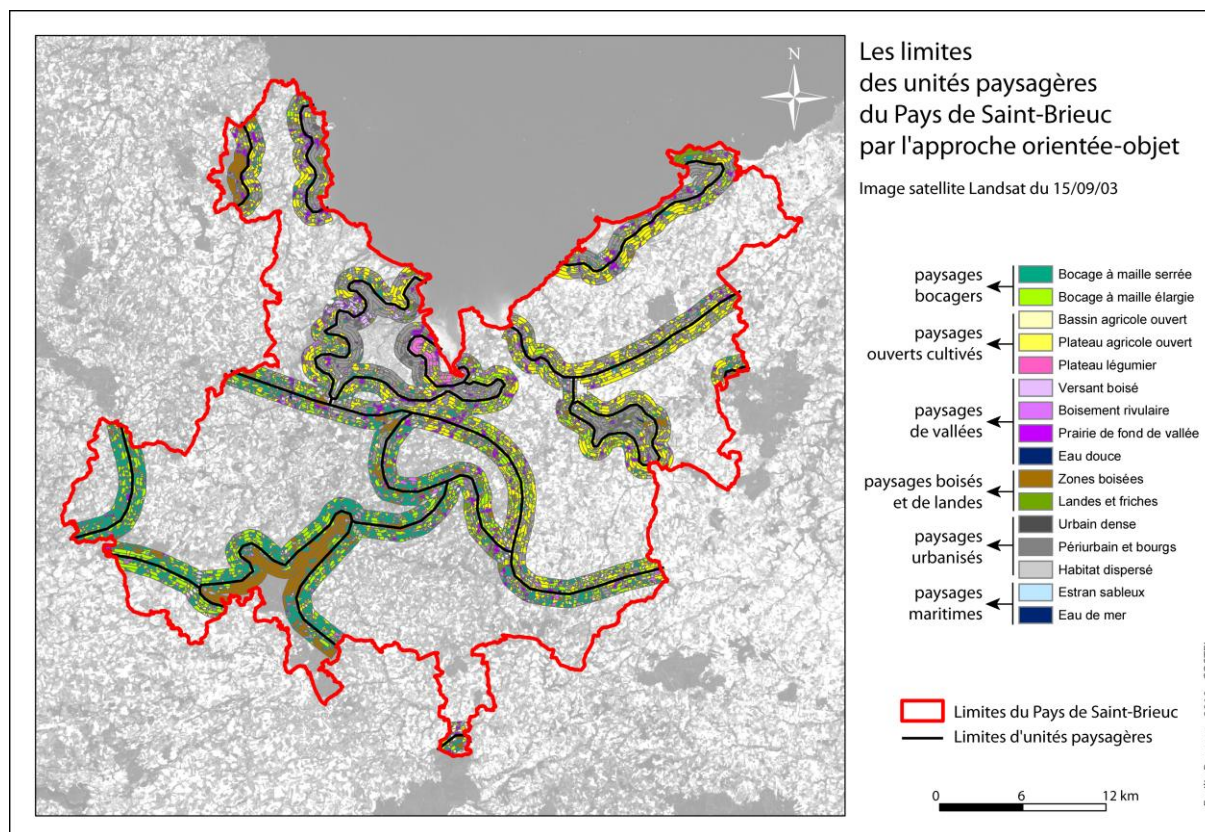 N
Les limites
des unités paysagères
du Pays de Saint-Brieuc
par l'approche orientée-objet
Image satellite Landsat du 15/09/03
paysages
bocagers
Bocage à maille serrée
Bocage à maille élargie
paysages
ouverts cultivés
Bassin agricole ouvert
Plateau agricole ouvert
Plateau légumier
paysages
de vallées
Versant boisé
Boisement rivulaire
Prairie de fond de vallée
Eau douce
paysages boisés
et de landes
Zones boisées
Landes et friches
paysages
urbanisés
Urbain dense
Périurbain et bourgs
Habitat dispersé
paysages
maritimes
Estran sableux
Eau de mer
Limites du Pays de Saint-Brieuc
Limites d'unités paysagères
0 6 12 km